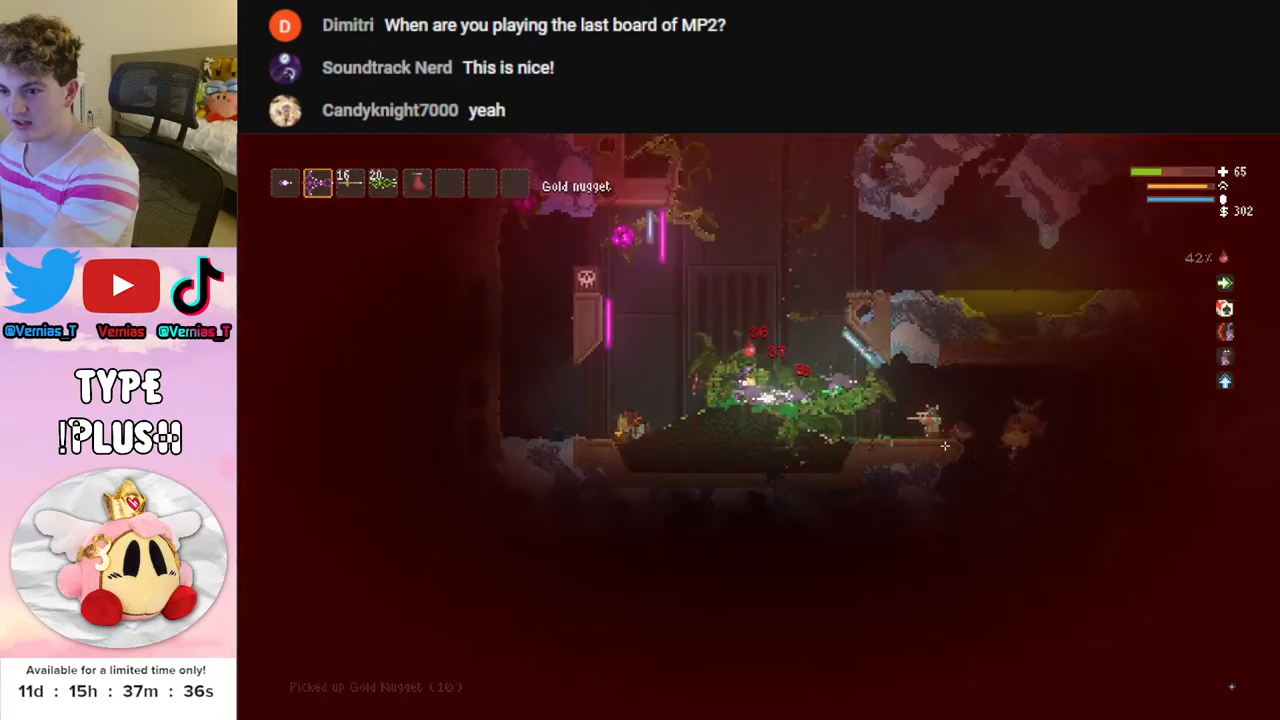 D Dimitri When are you playing the last board of MP2?
Soundtrack Nerd This is nice!
Candyknight7000 yeah
16 20 Gold nugget
65
$ 302
42%
36
37
@Vernias_T Vernias @Vernias_T
TYPE
!PLUSH
Available for a limited time only!
11d : 15h : 37m : 36s
Picked up Gold Nugget (10)